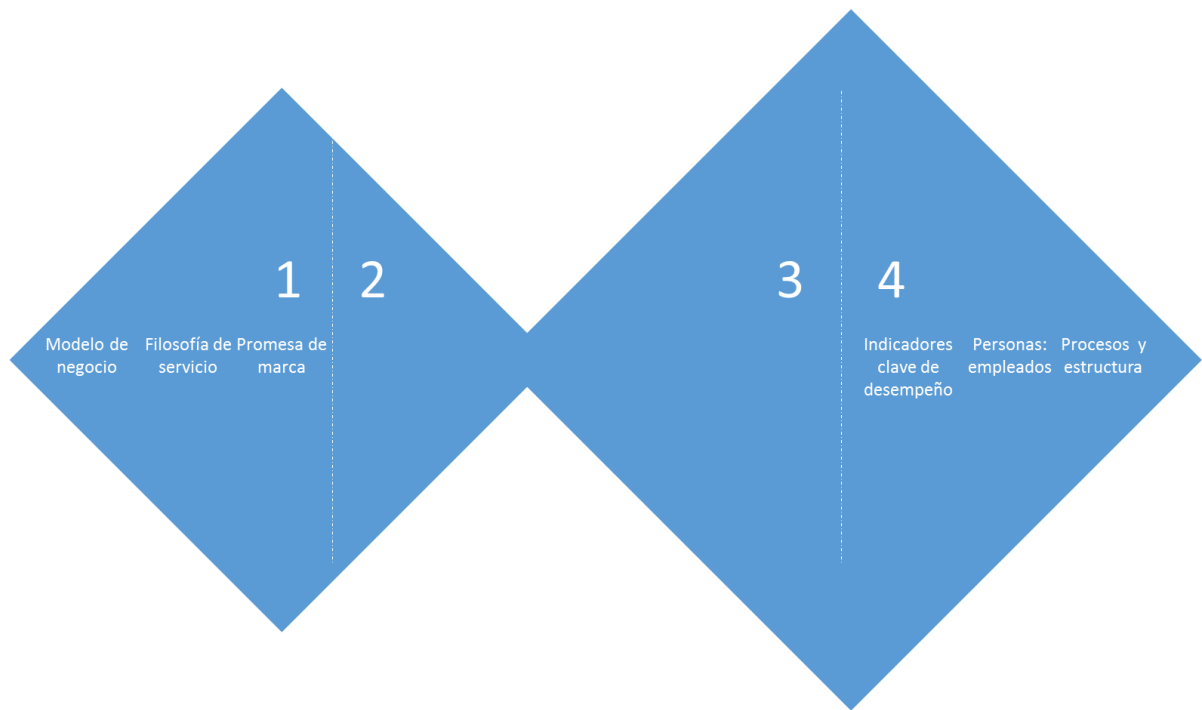 1
2
3
4
Modelo de
negocio
Filosofía de
servicio
Promesa de
marca
Indicadores
clave de
desempeño
Personas:
empleados
Procesos y
estructura